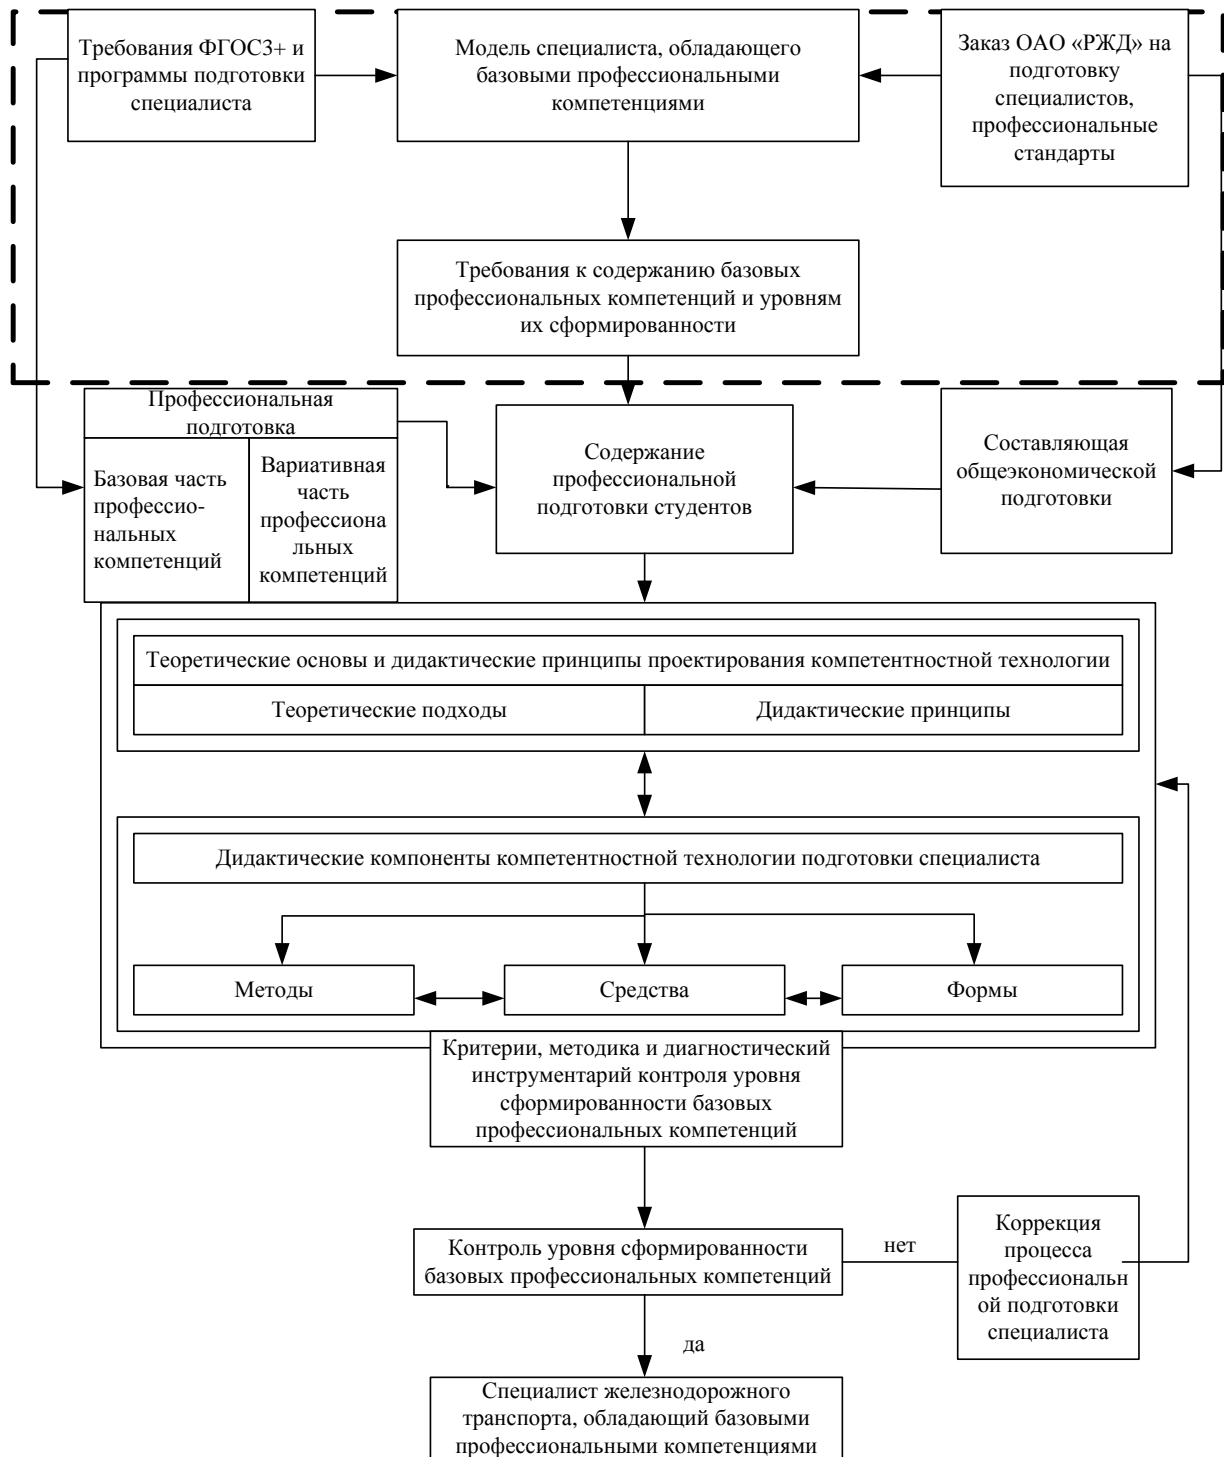 Требования ФГОС3+ и
программы подготовки
специалиста
Модель специалиста, обладающего
базовыми профессиональными
компетенциями
Заказ ОАО «РЖД» на
подготовку
специалистов,
профессиональные
стандарты
Требования к содержанию базовых
профессиональных компетенций и уровням
их сформированности
Профессиональная
подготовка
Базовая часть
профессио-
нальных
компетенций
Вариативная
часть
профессиона
льных
компетенций
Содержание
профессиональной
подготовки студентов
Составляющая
общеэкономической
подготовки
Теоретические основы и дидактические принципы проектирования компетентностной технологии
Теоретические подходы
Дидактические принципы
Дидактические компоненты компетентностной технологии подготовки специалиста
Методы
Средства
Формы
Критерии, методика и диагностический
инструментарий контроля уровня
сформированности базовых
профессиональных компетенций
Контроль уровня сформированности
базовых профессиональных компетенций
нет
Коррекция
процесса
профессиональн
ой подготовки
специалиста
да
Специалист железнодорожного
транспорта, обладающий базовыми
профессиональными компетенциями